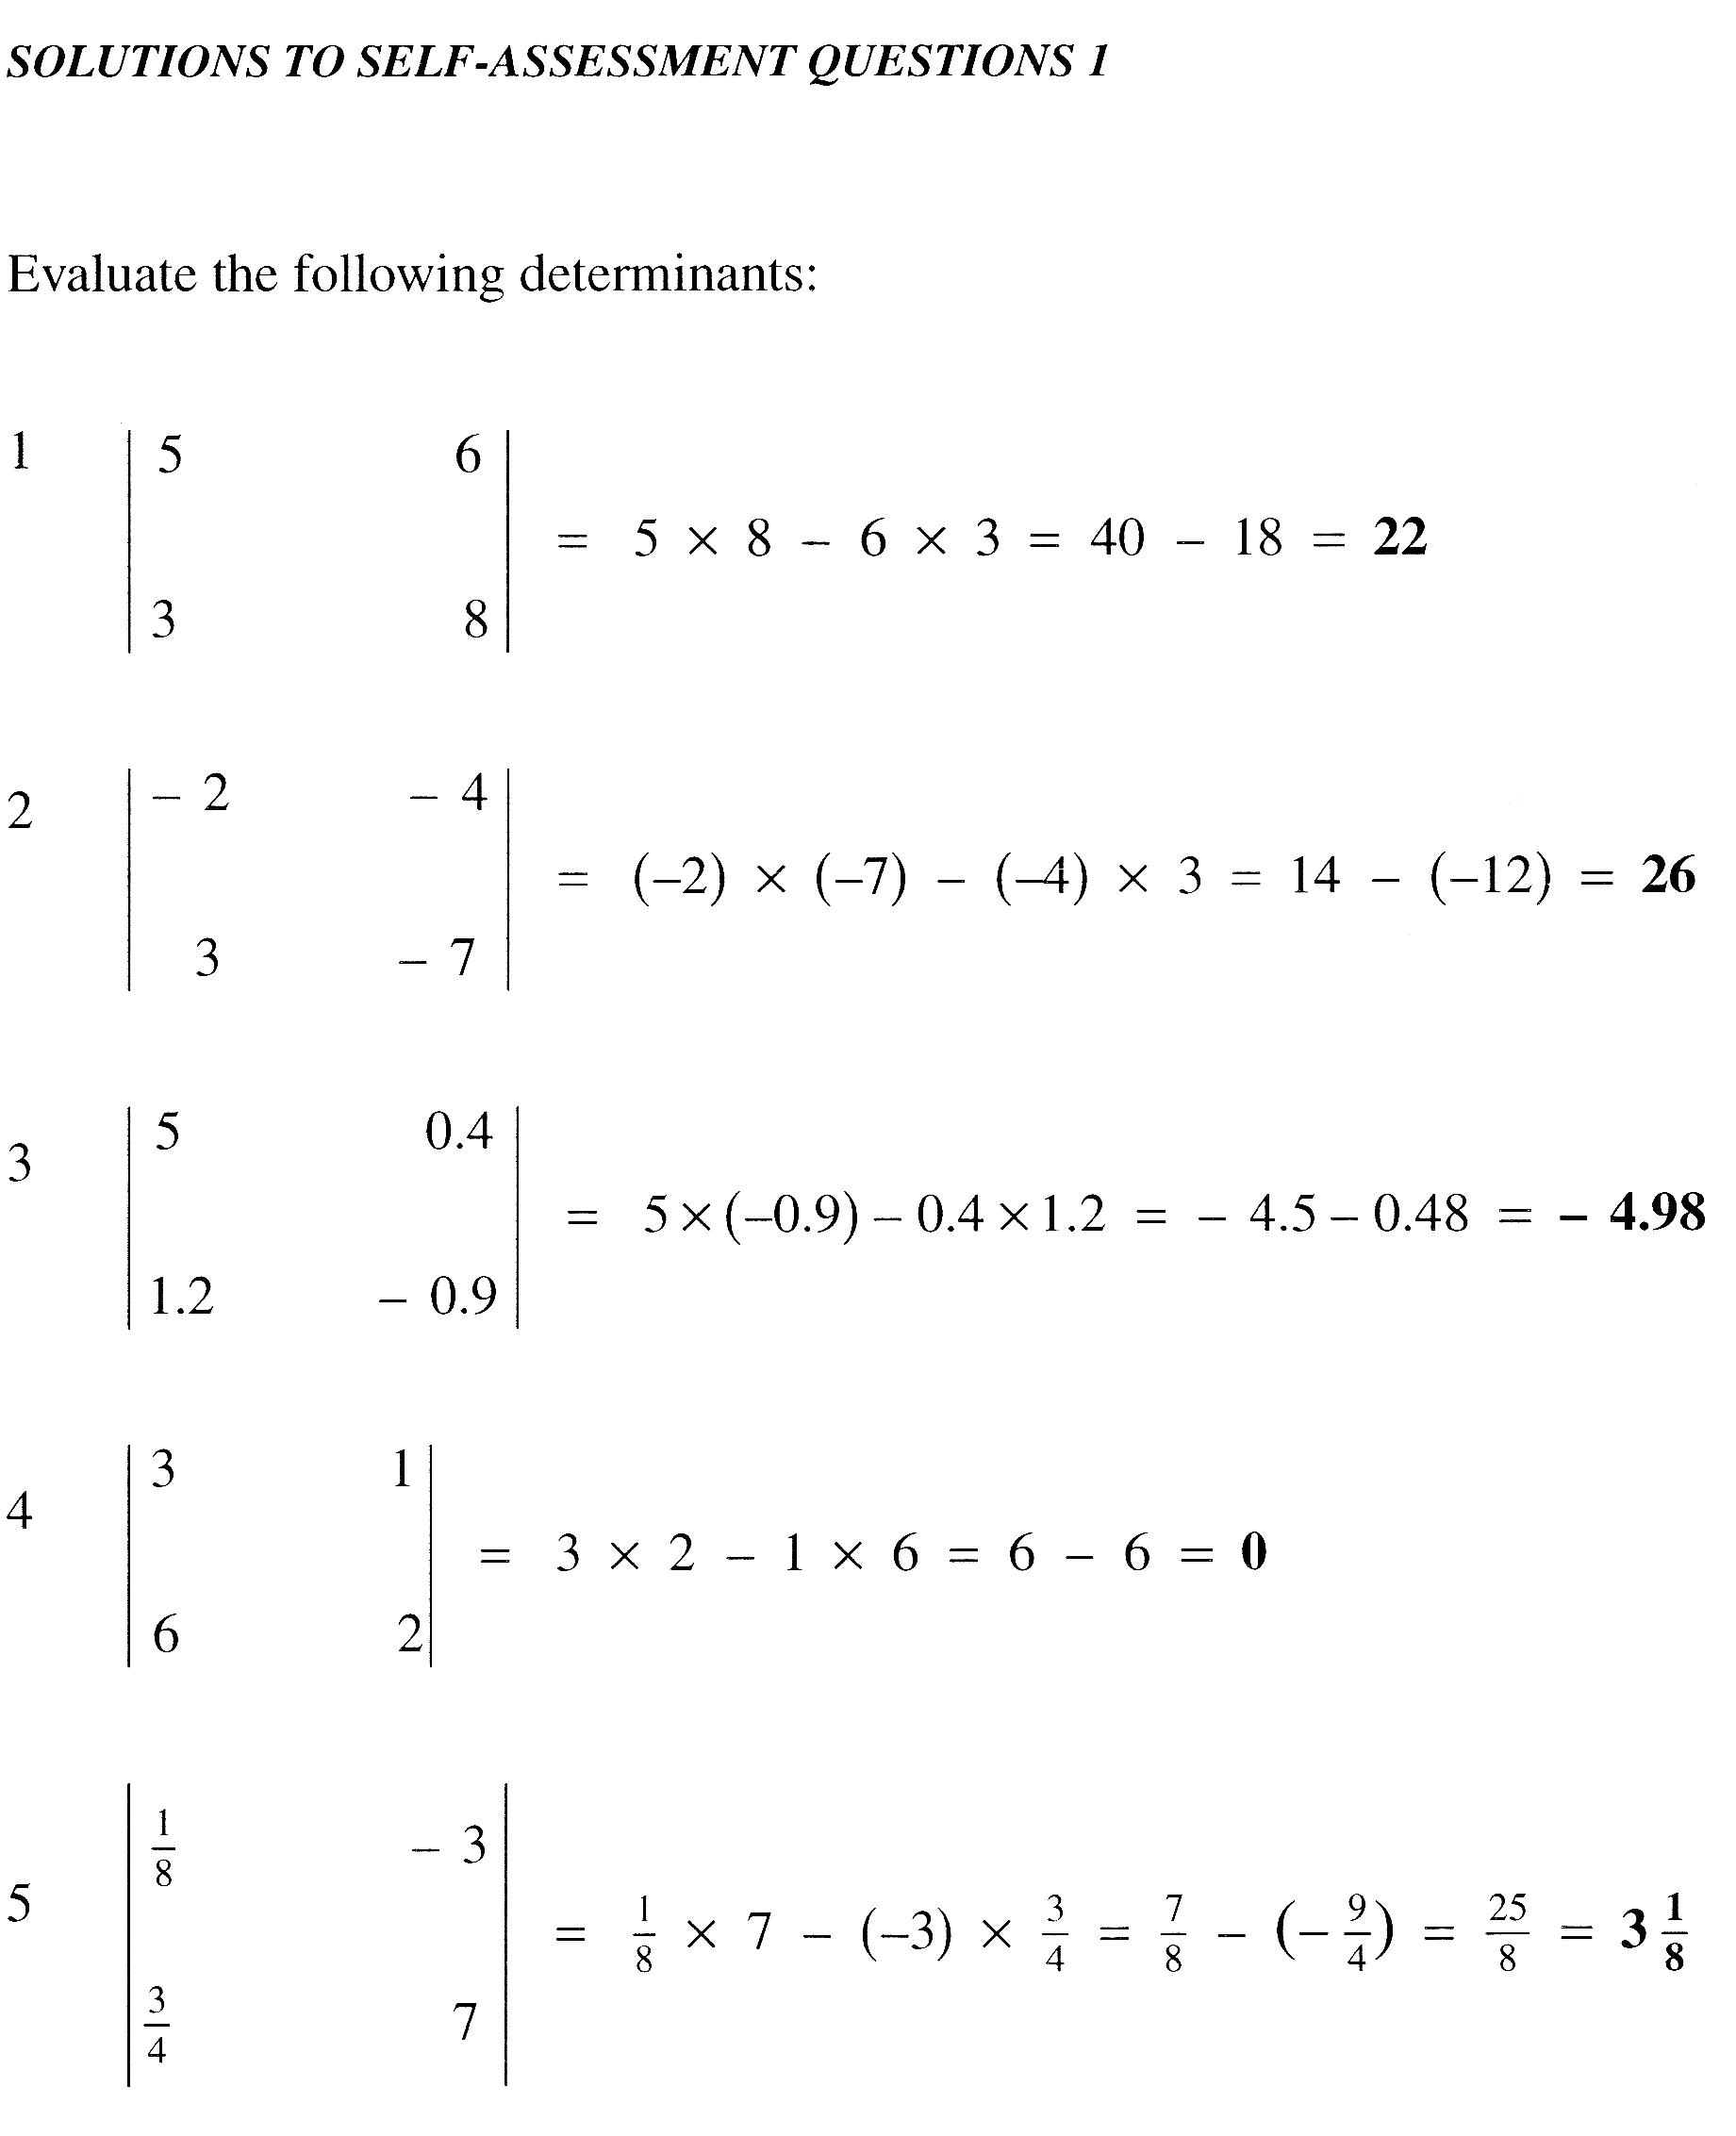 SOLUTIONS TO SELF-ASSESSMENT QUESTIONS 1
Evaluate the following determinants:
1 | 5 6 |
| 3 8 | = 5 × 8 – 6 × 3 = 40 – 18 = 22
2 | – 2 – 4 |
| 3 – 7 | = (–2) × (–7) – (–4) × 3 = 14 – (–12) = 26
3 | 5 0.4 |
| 1.2 – 0.9 | = 5 × (–0.9) – 0.4 × 1.2 = – 4.5 – 0.48 = – 4.98
4 | 3 1 |
| 6 2 | = 3 × 2 – 1 × 6 = 6 – 6 = 0
5 | 1/8 – 3 |
| 3/4 7 | = 1/8 × 7 – (–3) × 3/4 = 7/8 – (– 9/4) = 25/8 = 3 1/8